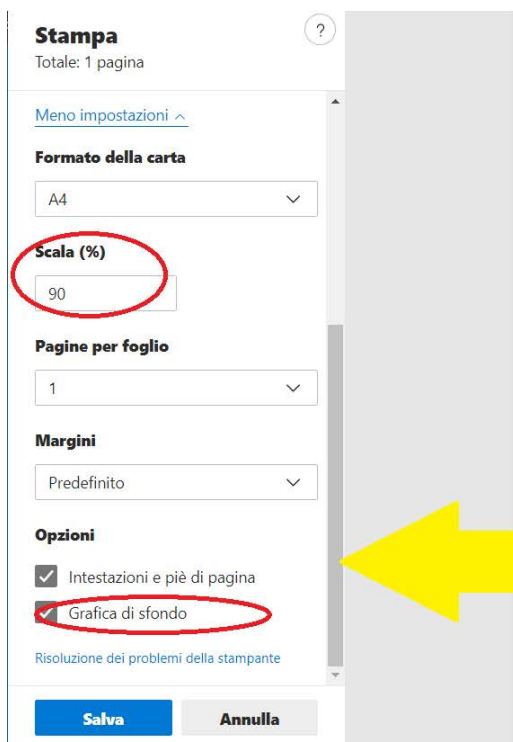 Stampa
?
Totale: 1 pagina
Meno impostazioni
Formato della carta
A4
Scala (%)
90
Pagine per foglio
1
Margini
Predefinito
Opzioni
Intestazioni e piè di pagina
Grafica di sfondo
Risoluzione dei problemi della stampante
Salva Annulla